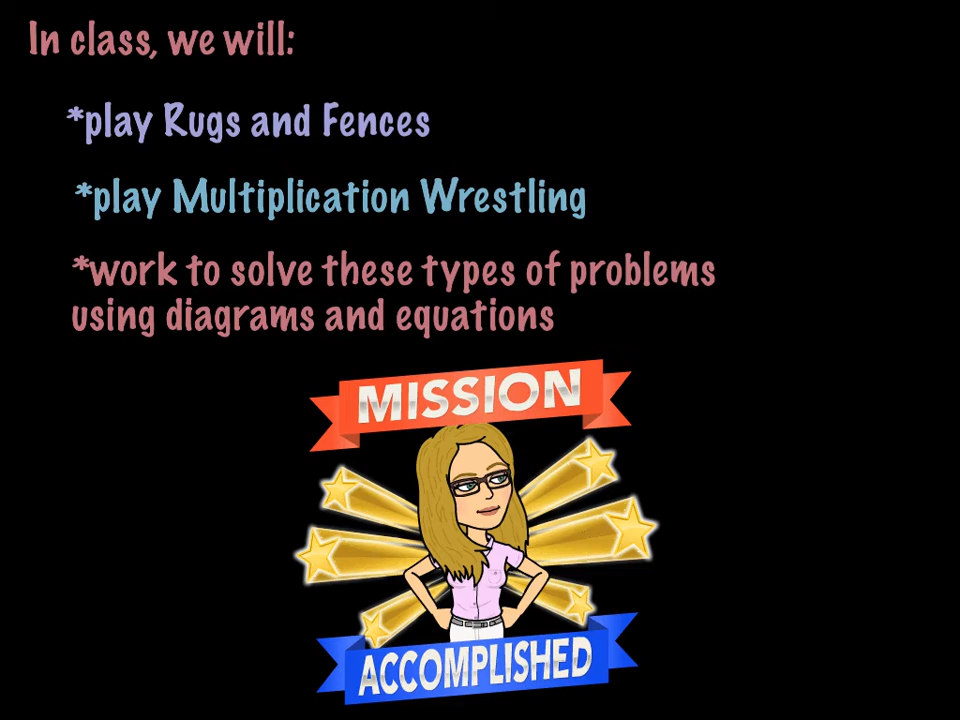 In class, we will:
*play Rugs and Fences
*play Multiplication Wrestling
*work to solve these types of problems
using diagrams and equations
MISSION
ACCOMPLISHED